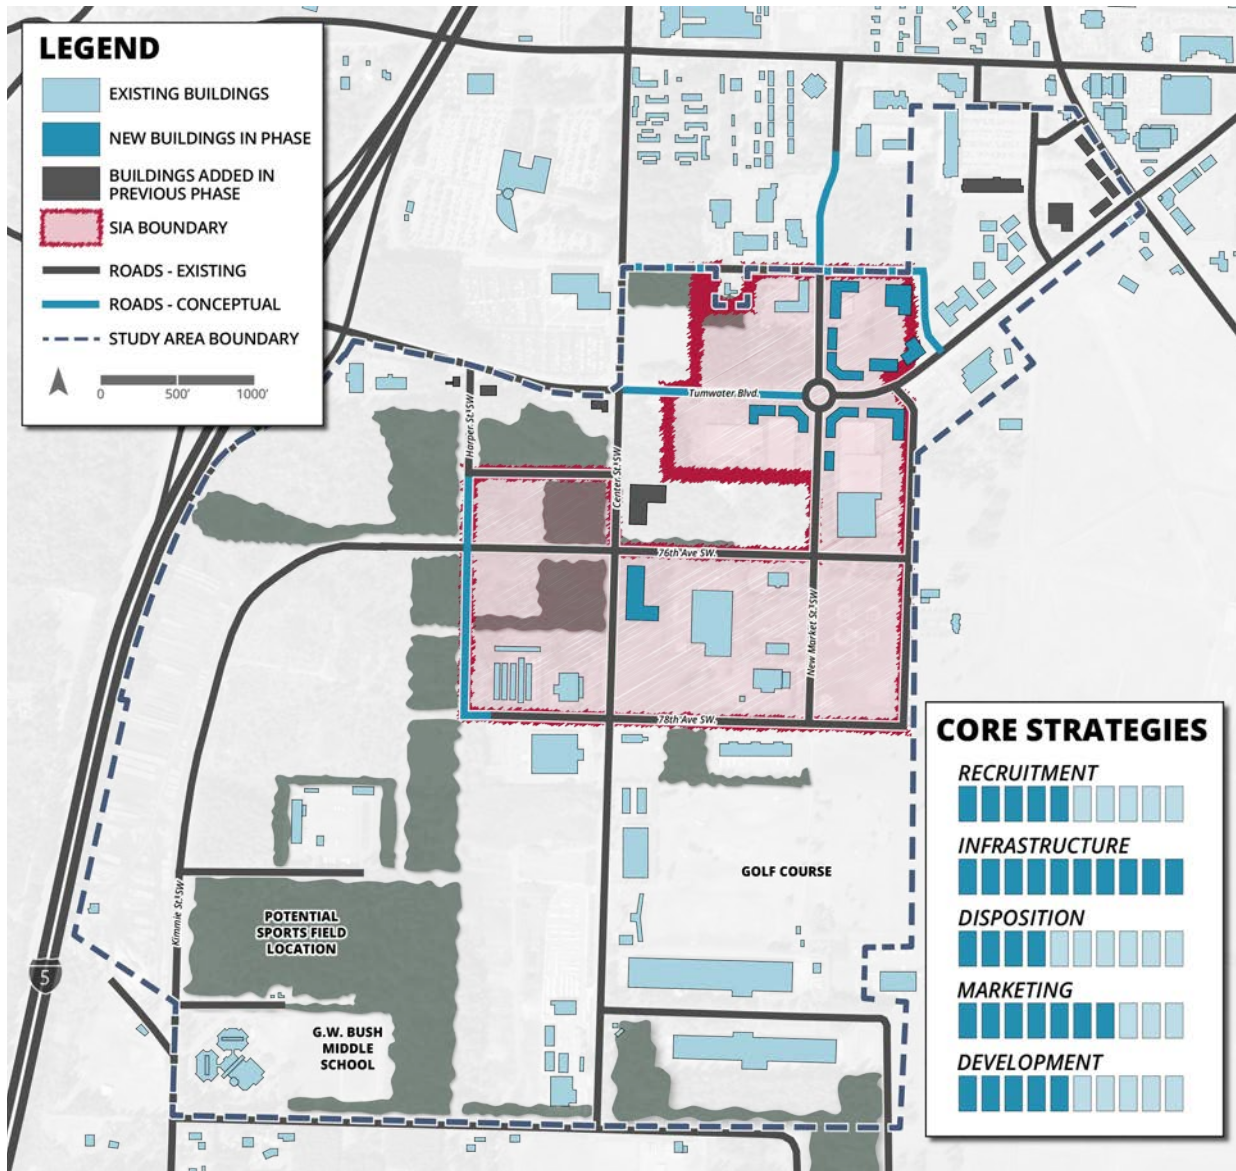 LEGEND
EXISTING BUILDINGS
NEW BUILDINGS IN PHASE
BUILDINGS ADDED IN
PREVIOUS PHASE
SIA BOUNDARY
ROADS - EXISTING
ROADS - CONCEPTUAL
STUDY AREA BOUNDARY
0 500' 1000'
Tumwater Blvd.
Harper St. SW
Center St. SW
76th Ave SW.
New Market St. SW
78th Ave SW.
Kimmie St. SW
GOLF COURSE
POTENTIAL
SPORTS FIELD
LOCATION
5
G.W. BUSH
MIDDLE
SCHOOL
CORE STRATEGIES
RECRUITMENT
INFRASTRUCTURE
DISPOSITION
MARKETING
DEVELOPMENT